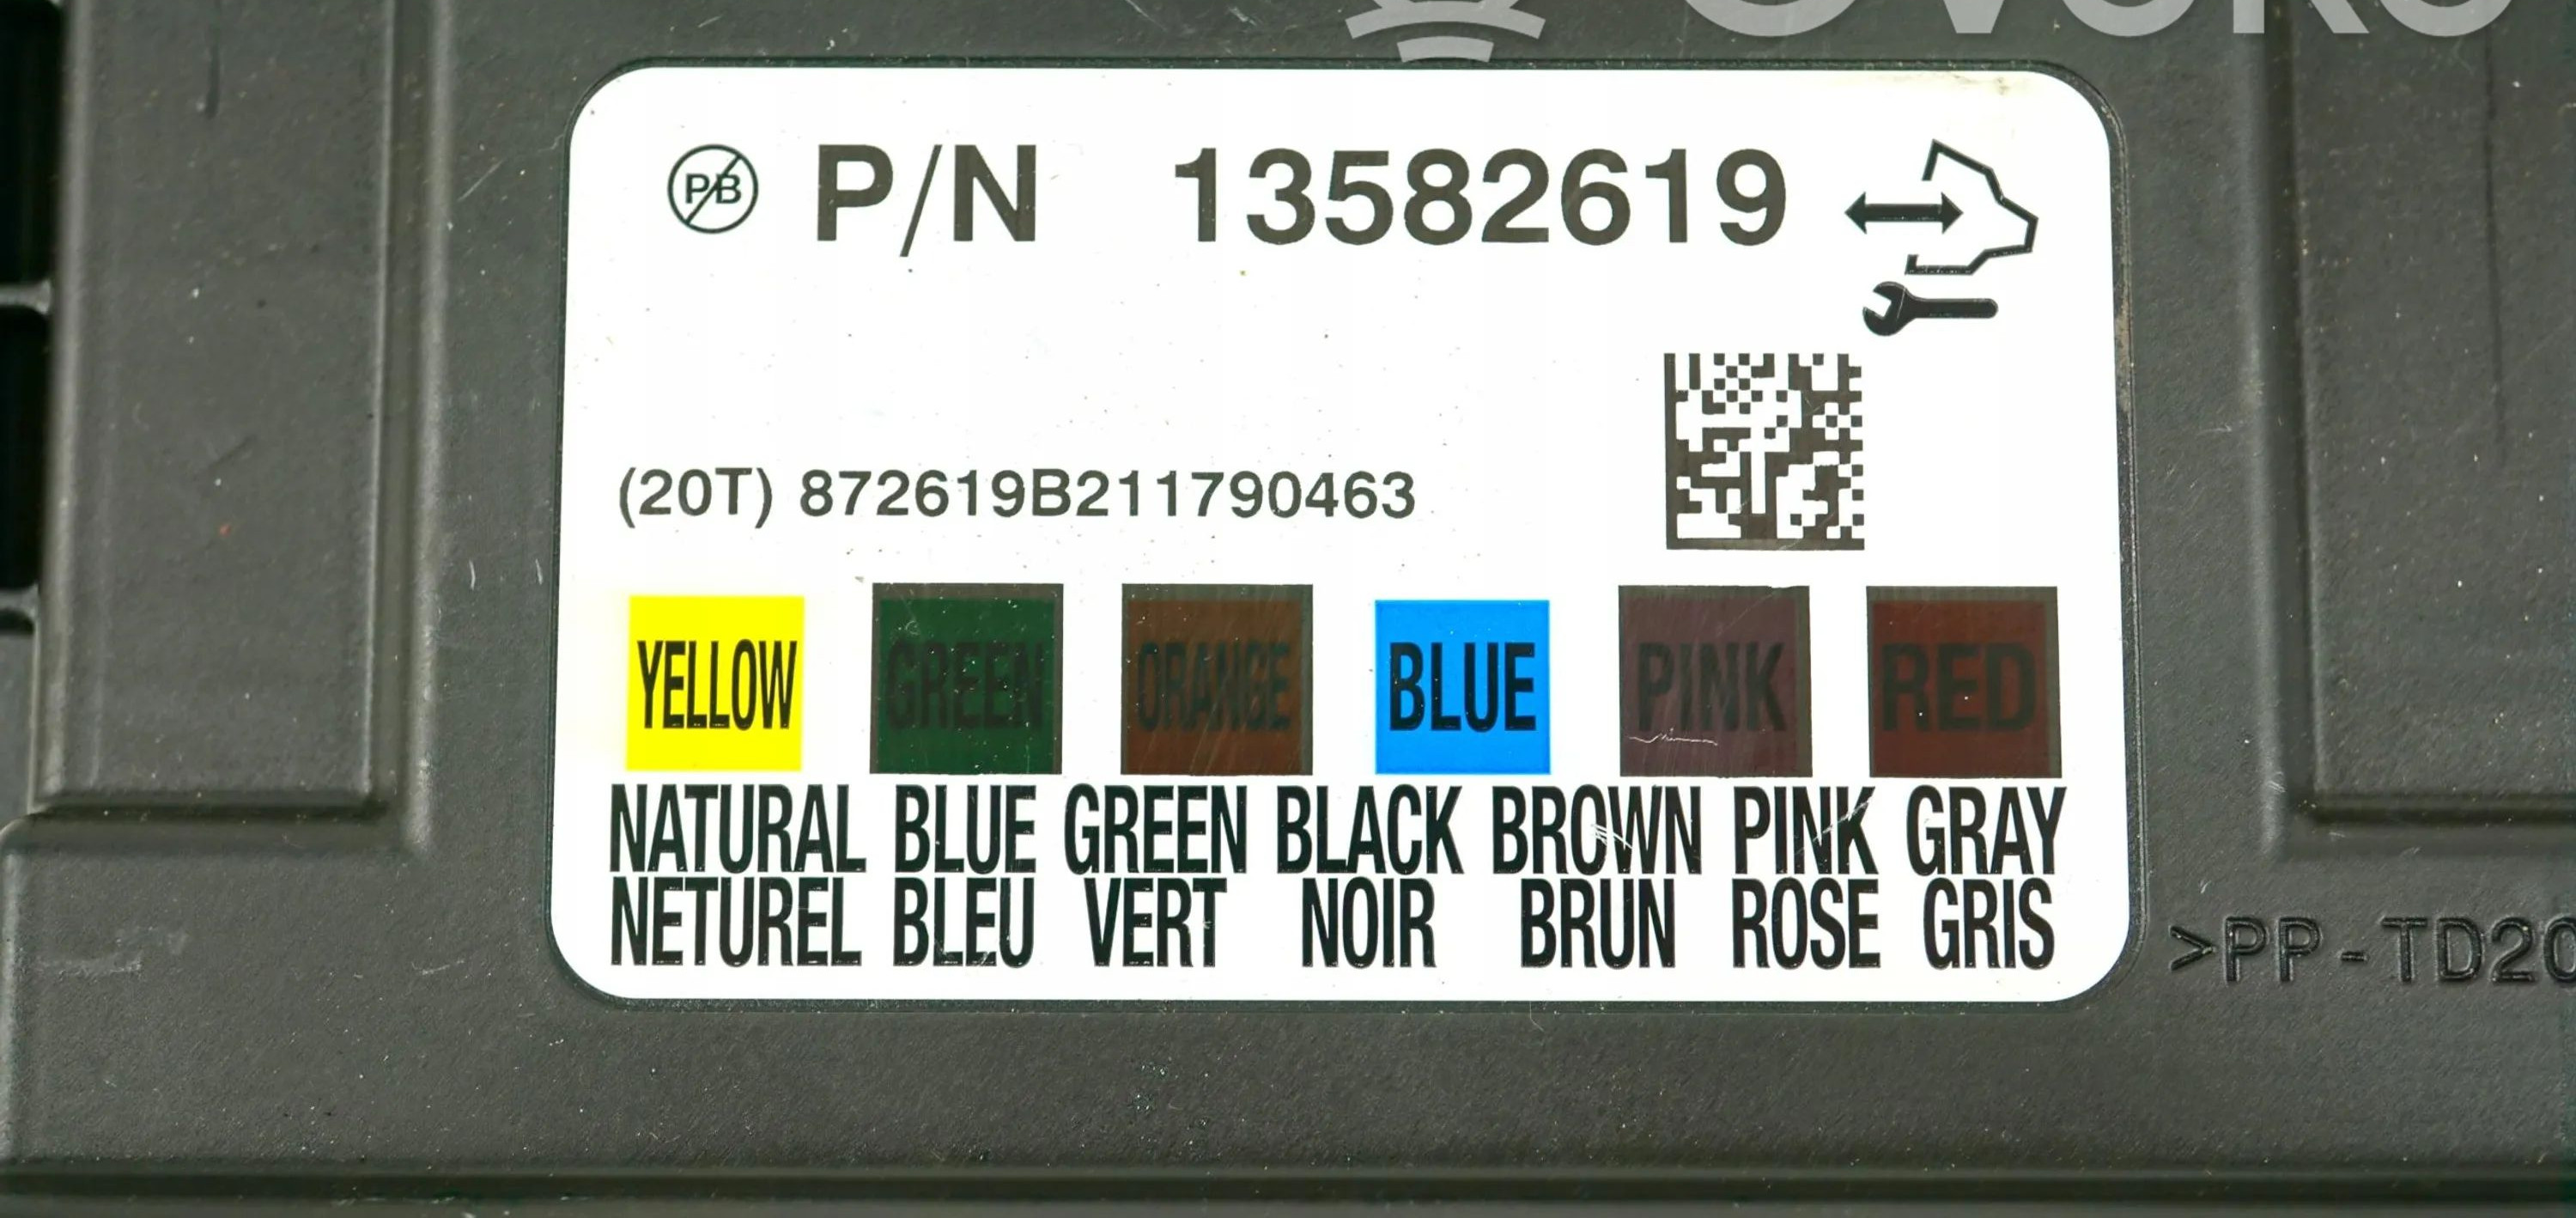 PB P/N 13582619
(20T) 872619B211790463
YELLOW GREEN ORANGE BLUE PINK RED
NATURAL BLUE GREEN BLACK BROWN PINK GRAY
NETUREL BLEU VERT NOIR BRUN ROSE GRIS
>PP-TD20